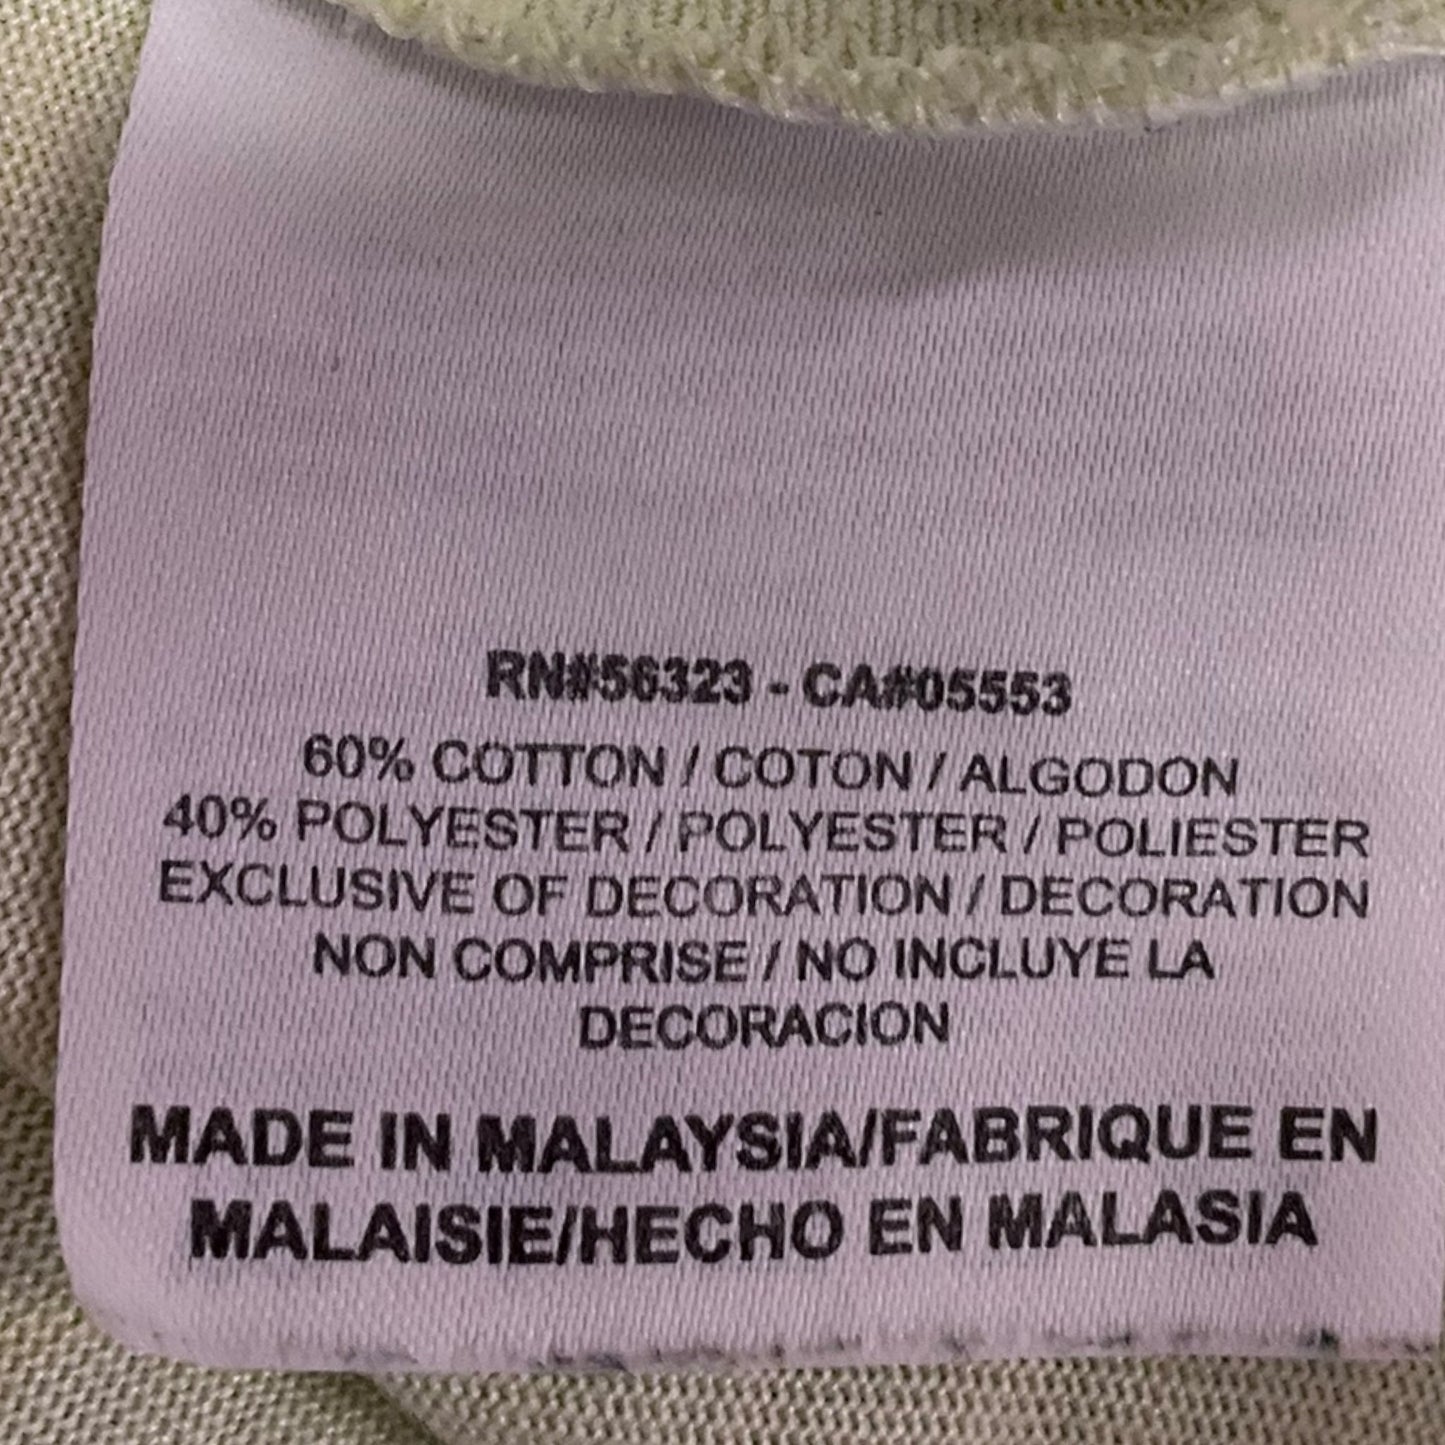 RN#56323 - CA#05553
60% COTTON / COTON / ALGODON
40% POLYESTER / POLYESTER / POLIESTER
EXCLUSIVE OF DECORATION / DECORATION
NON COMPRISE / NO INCLUYE LA
DECORACION
MADE IN MALAYSIA/FABRIQUE EN
MALAISIE/HECHO EN MALASIA